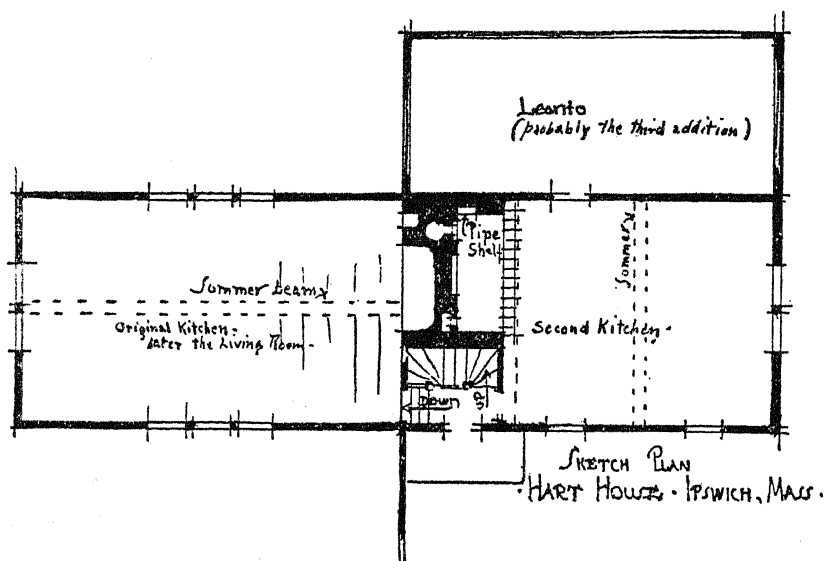 Leanto
(probably the third addition)
Pipe
Shelf
Summer
Summer beam
Original Kitchen.
Later the Living Room.
Second Kitchen.
Down
Up
Sketch Plan
·Hart House· Ipswich, Mass.